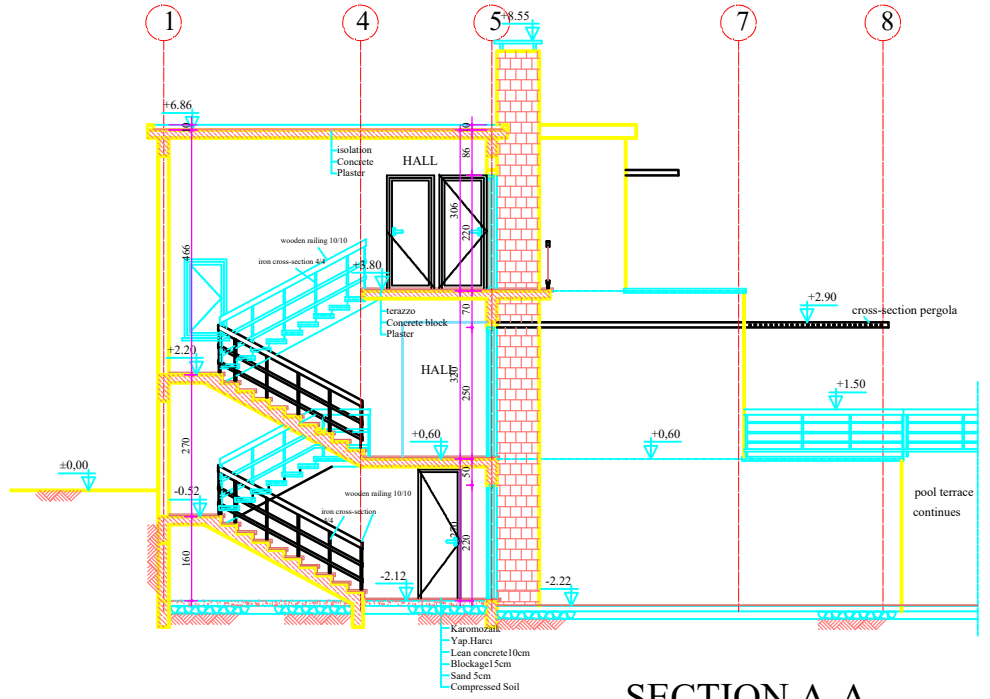 1
4
5
7
8
+8.55
+6.86
10
10
isolation
Concrete
Plaster
HALL
86
306
220
466
wooden railing 10/10
iron cross-section 4/4
+3.80
terazzo
Concrete block
Plaster
70
+2.90
cross-section pergola
+2.20
HALL
320
250
+1.50
270
+0,60
+0,60
±0,00
50
-0.52
wooden railing 10/10
iron cross-section
4/4
220
pool terrace
continues
160
-2.12
-2.22
Karomozaik
Yap.Harcı
Lean concrete10cm
Blockage15cm
Sand 5cm
Compressed Soil
SECTION A-A